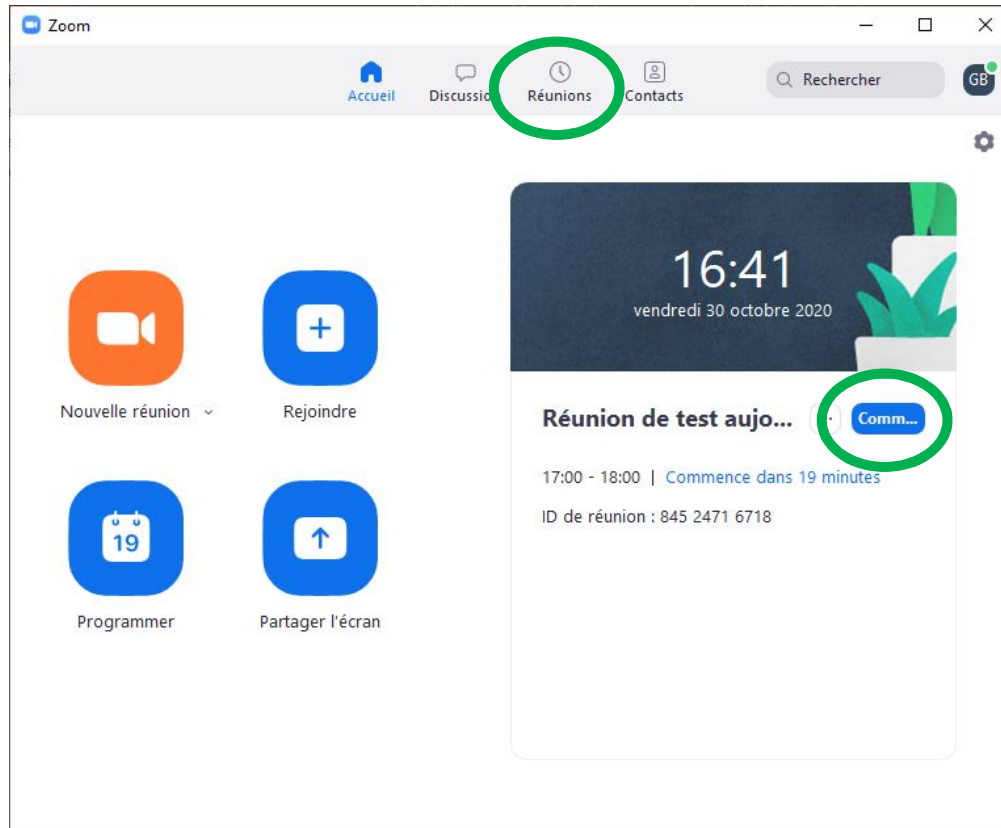 Zoom
Accueil
Discussion
Réunions
Contacts
Rechercher
GB
16:41
vendredi 30 octobre 2020
Nouvelle réunion
Rejoindre
Réunion de test aujo...
Comm...
17:00 - 18:00 | Commence dans 19 minutes
ID de réunion : 845 2471 6718
19
Programmer
Partager l'écran